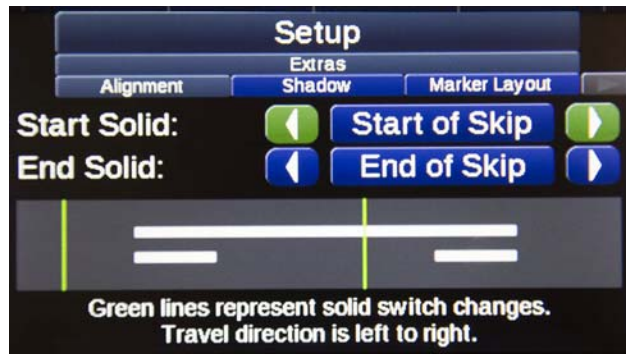 Setup
Extras
Alignment Shadow Marker Layout
Start Solid: Start of Skip
End Solid: End of Skip
Green lines represent solid switch changes.
Travel direction is left to right.